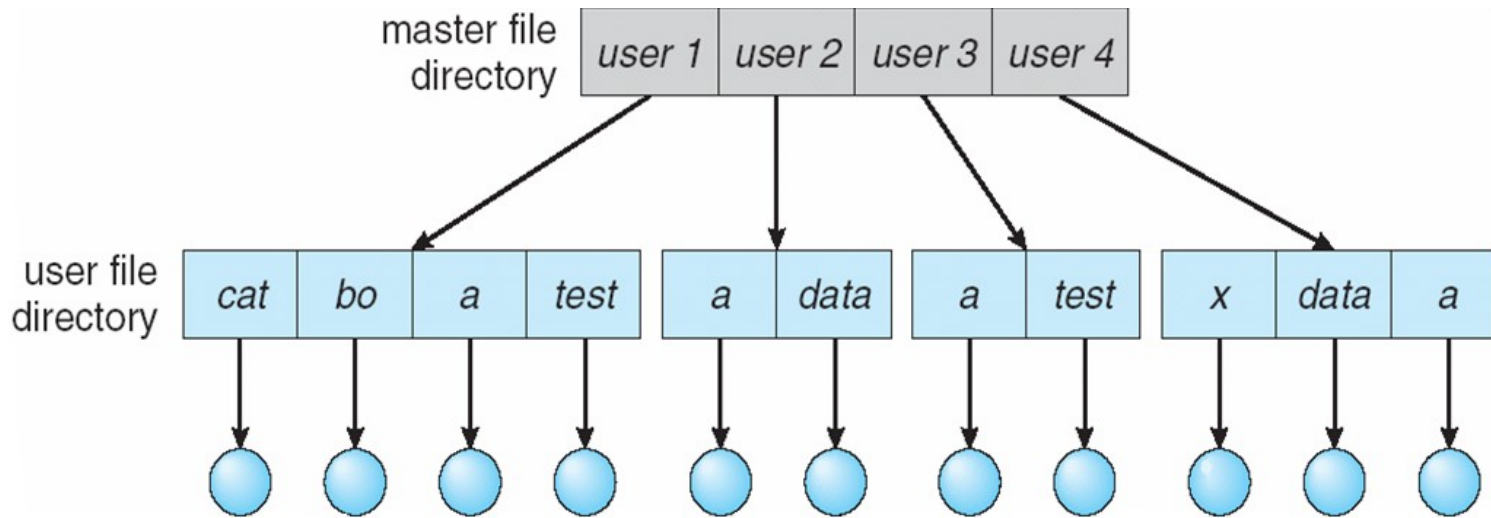 master file
directory
user 1 user 2 user 3 user 4
user file
directory
cat bo a test a data a test x data a